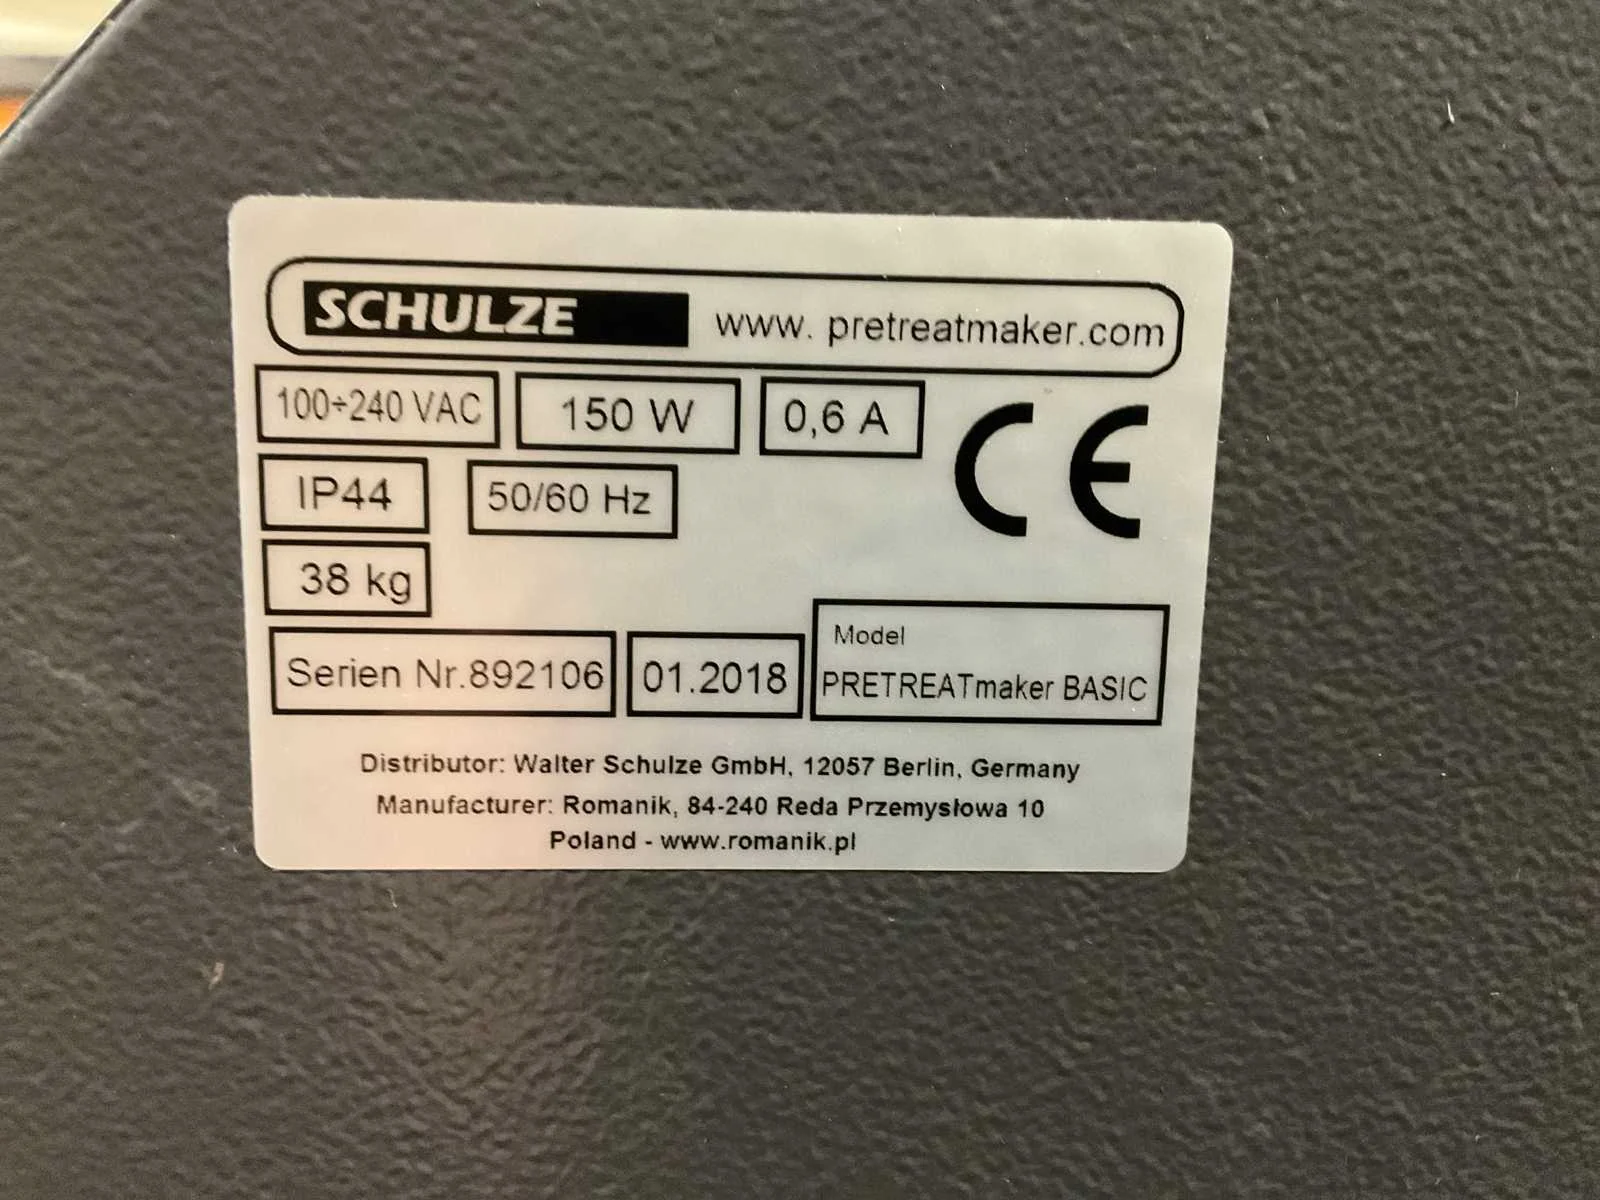 SCHULZE www. pretreatmaker.com
100÷240 VAC 150 W 0,6 A CE
IP44 50/60 Hz
38 kg
Model
Serien Nr.892106 01.2018 PRETREATmaker BASIC
Distributor: Walter Schulze GmbH, 12057 Berlin, Germany
Manufacturer: Romanik, 84-240 Reda Przemysłowa 10
Poland - www.romanik.pl